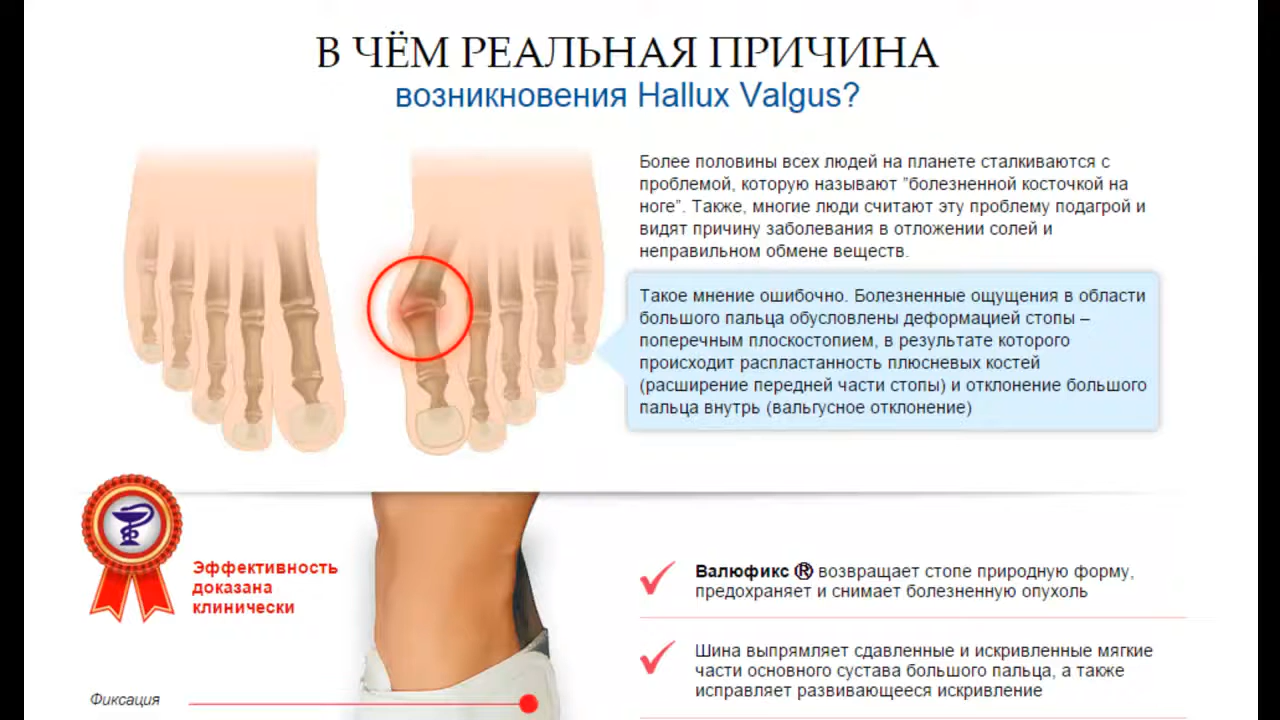 В ЧЁМ РЕАЛЬНАЯ ПРИЧИНА
возникновения Hallux Valgus?
Более половины всех людей на планете сталкиваются с
проблемой, которую называют "болезненной косточкой на
ноге". Также, многие люди считают эту проблему подагрой и
видят причину заболевания в отложении солей и
неправильном обмене веществ.
Такое мнение ошибочно. Болезненные ощущения в области
большого пальца обусловлены деформацией стопы –
поперечным плоскостопием, в результате которого
происходит распластанность плюсневых костей
(расширение передней части стопы) и отклонение большого
пальца внутрь (вальгусное отклонение)
Эффективность
доказана
клинически
Фиксация
Валюфикс ® возвращает стопе природную форму,
предохраняет и снимает болезненную опухоль
Шина выпрямляет сдавленные и искривленные мягкие
части основного сустава большого пальца, а также
исправляет развивающееся искривление